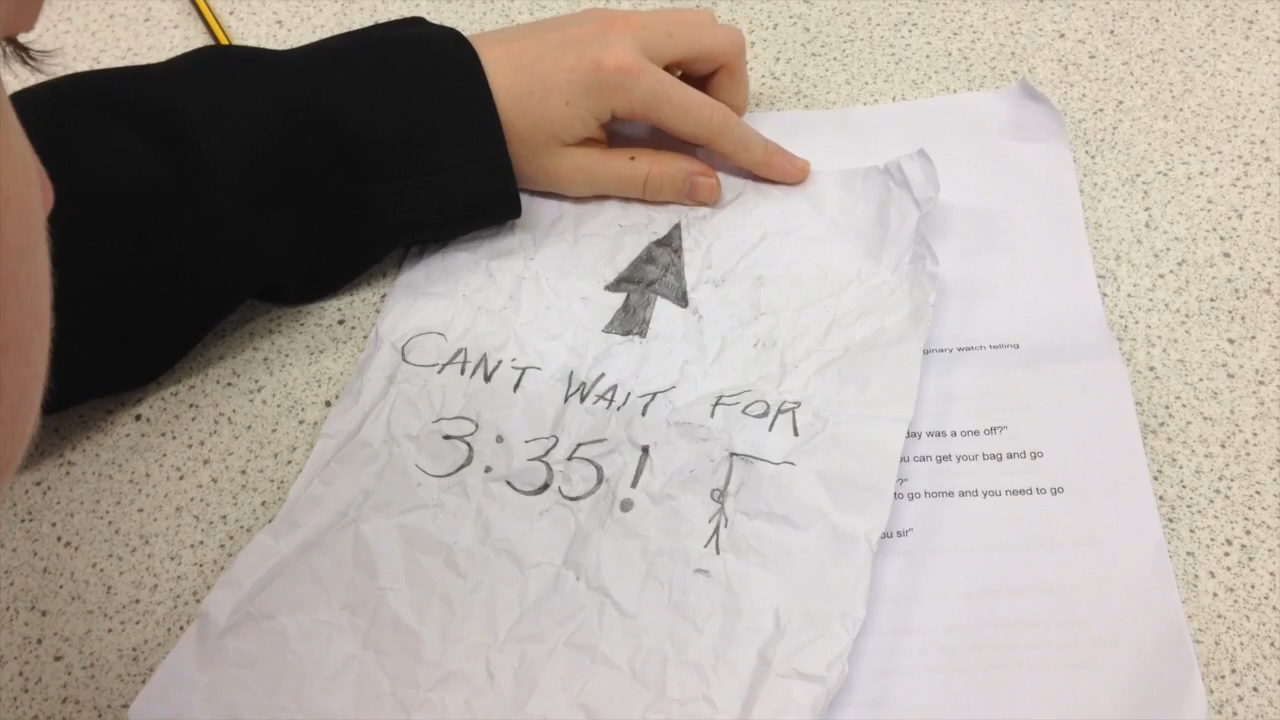 CAN'T WAIT FOR
3:35!
ginary watch telling
day was a one off?"
ou can get your bag and go
?"
to go home and you need to go
ou sir"